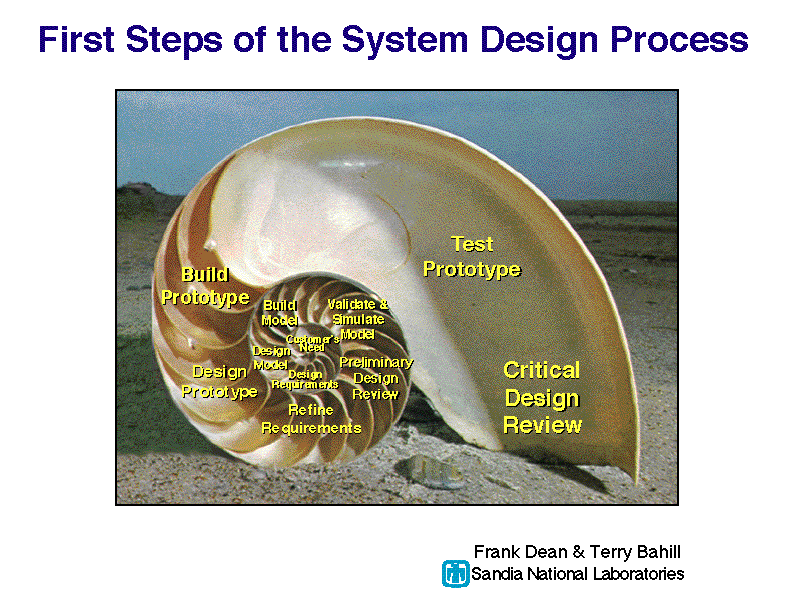 First Steps of the System Design Process
Test
Prototype
Build
Prototype
Build
Model
Validate &
Simulate
Model
Customer's
Need
Design
Model
Design
Requirements
Preliminary
Design
Review
Design
Prototype
Refine
Requirements
Critical
Design
Review
Frank Dean & Terry Bahill
Sandia National Laboratories